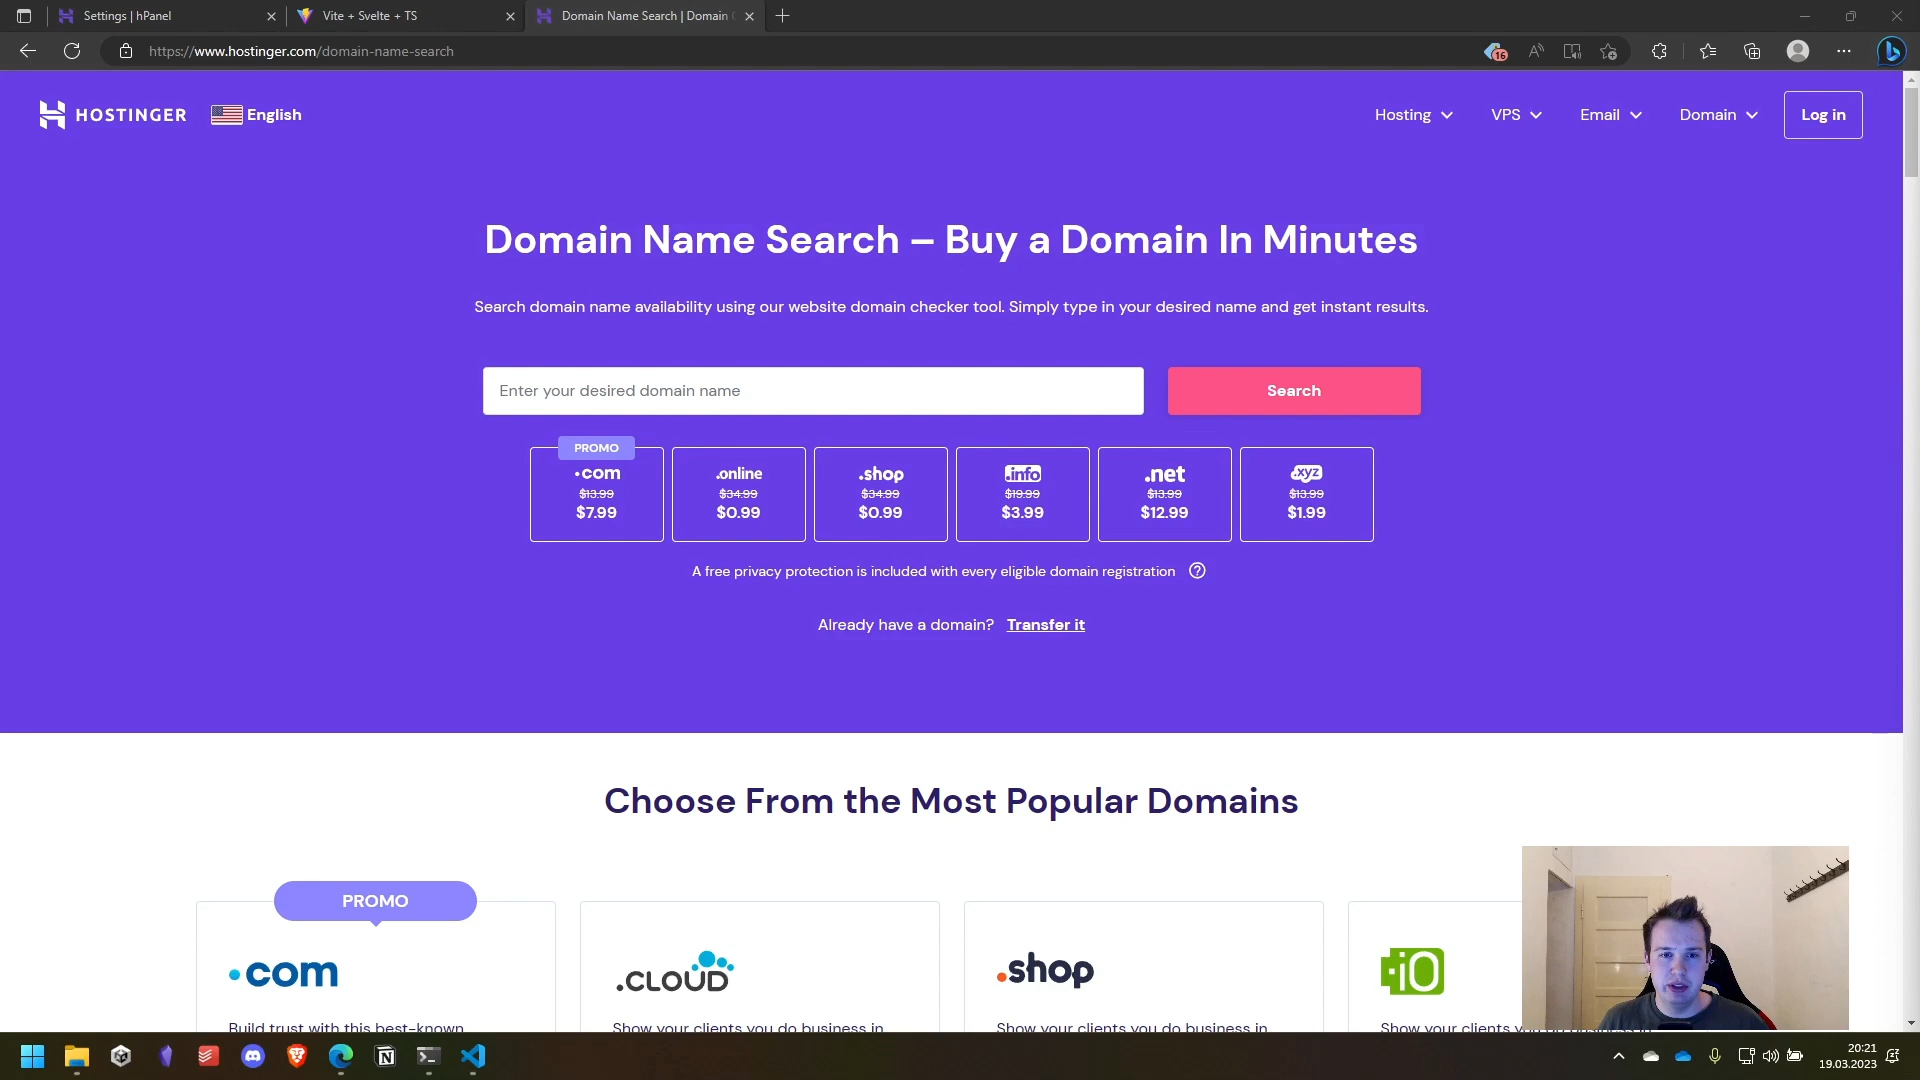 Settings | hPanel
Vite + Svelte + TS
Domain Name Search | Domain
https://www.hostinger.com/domain-name-search
16
HOSTINGER
English
Hosting
VPS
Email
Domain
Log in
Domain Name Search – Buy a Domain In Minutes
Search domain name availability using our website domain checker tool. Simply type in your desired name and get instant results.
Enter your desired domain name
Search
PROMO
.com
$13.99
$7.99
.online
$34.99
$0.99
.shop
$34.99
$0.99
.info
$19.99
$3.99
.net
$13.99
$12.99
.xyz
$13.99
$1.99
A free privacy protection is included with every eligible domain registration
Already have a domain? Transfer it
Choose From the Most Popular Domains
PROMO
.com
Build trust with this best-known
.CLOUD
Show your clients you do business in
.shop
Show your clients you do business in
.iO
Show your clients you do business in
20:21
19.03.2023